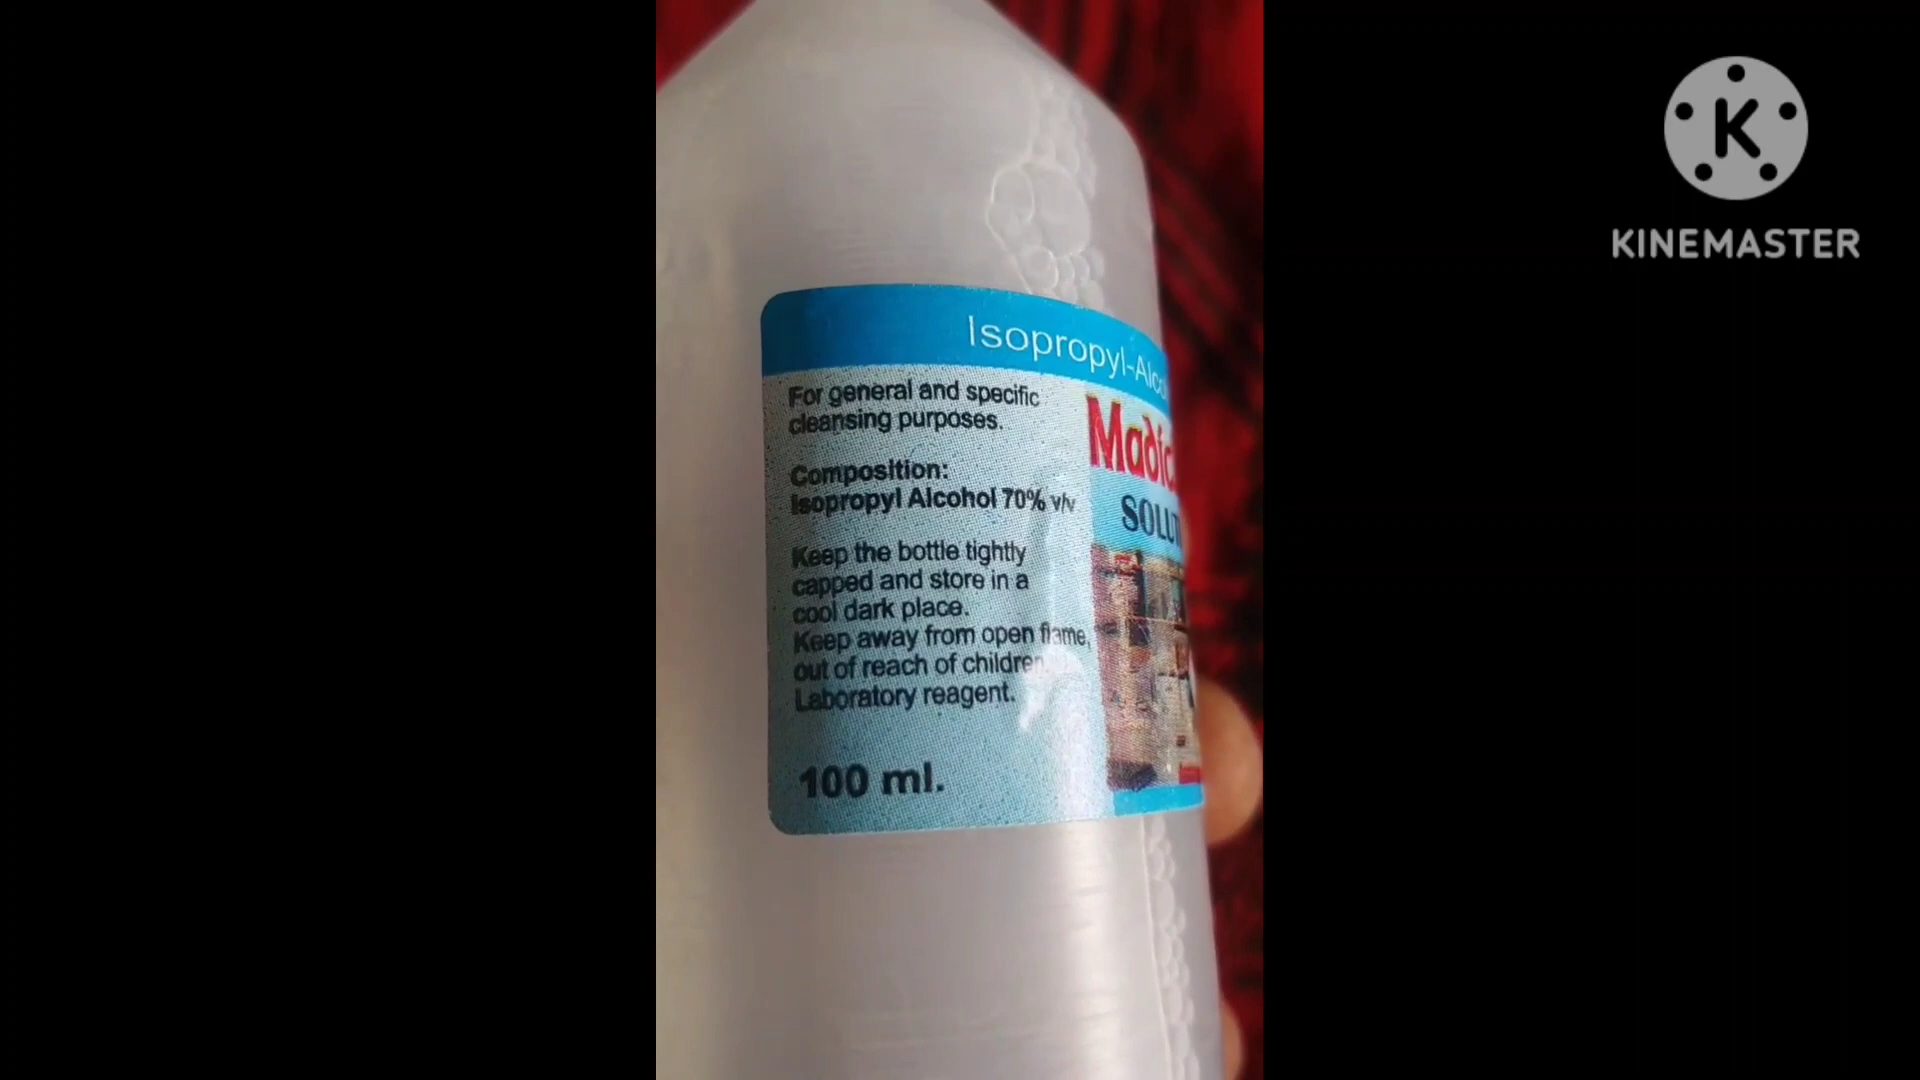 Isopropyl-Alco
For general and specific
cleansing purposes.
Composition:
Isopropyl Alcohol 70% v/v
Keep the bottle tightly
capped and store in a
cool dark place.
Keep away from open flame,
out of reach of children.
Laboratory reagent.
100 ml.
Madic
SOLUT
K
KINEMASTER